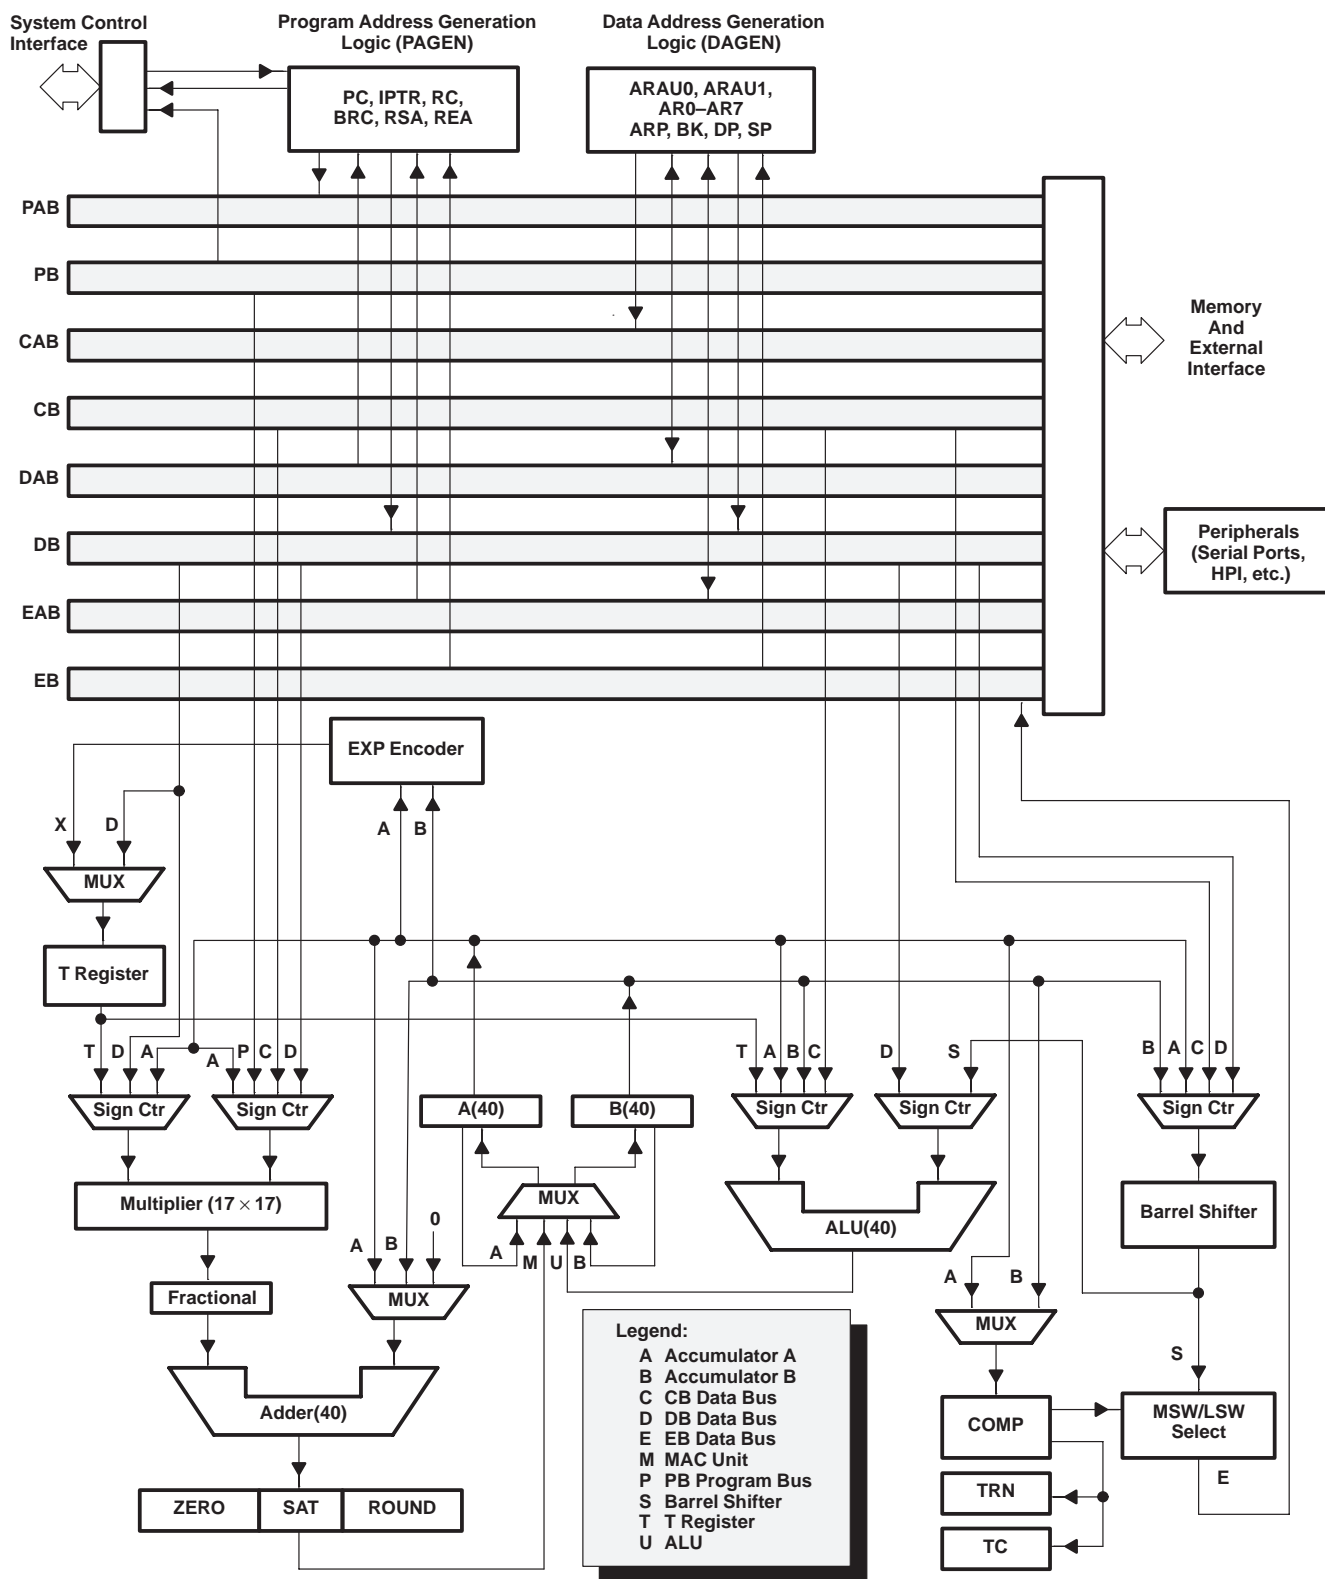 System Control
Interface
Program Address Generation
Logic (PAGEN)
Data Address Generation
Logic (DAGEN)
PC, IPTR, RC,
BRC, RSA, REA
ARAU0, ARAU1,
AR0–AR7
ARP, BK, DP, SP
PAB
PB
CAB
CB
DAB
DB
EAB
EB
Memory
And
External
Interface
Peripherals
(Serial Ports,
HPI, etc.)
EXP Encoder
X D
A B
MUX
T Register
T D A
A P C D
T A B C
D S
B A C D
Sign Ctr
Sign Ctr
A(40)
B(40)
Sign Ctr
Sign Ctr
Sign Ctr
Multiplier (17 × 17)
MUX
ALU(40)
Barrel Shifter
A B 0
A M U B
Fractional
MUX
A B
MUX
S
Adder(40)
COMP
MSW/LSW
Select
E
ZERO SAT ROUND
TRN
TC
Legend:
A Accumulator A
B Accumulator B
C CB Data Bus
D DB Data Bus
E EB Data Bus
M MAC Unit
P PB Program Bus
S Barrel Shifter
T T Register
U ALU